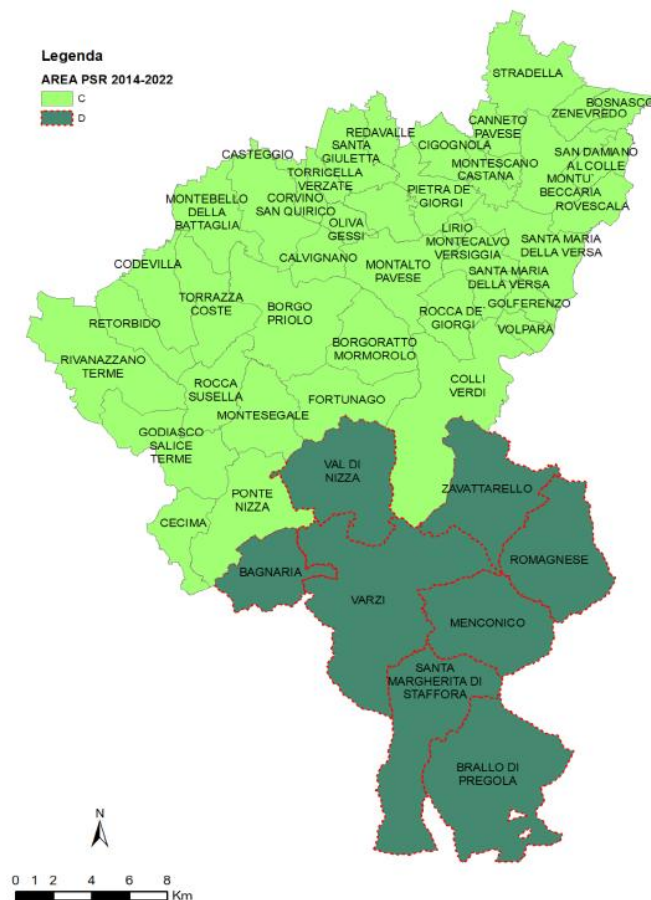 Legenda
AREA PSR 2014-2022
C
D
STRADELLA
BOSNASCO
ZENEVREDO
CANNETO
PAVESE
REDAVALLE
SANTA
GIULETTA
CIGOGNOLA
CASTEGGIO
TORRICELLA
VERZATE
MONTESCANO
CASTANA
SAN DAMIANO
AL COLLE
MONTU'
BECCARIA
ROVESCALA
PIETRA DE'
GIORGI
MONTEBELLO
DELLA
BATTAGLIA
CORVINO
SAN QUIRICO
OLIVA
GESSI
LIRIO
MONTECALVO
VERSIGGIA
SANTA MARIA
DELLA VERSA
CODEVILLA
CALVIGNANO
MONTALTO
PAVESE
SANTA MARIA
DELLA VERSA
TORRAZZA
COSTE
BORGO
PRIOLO
ROCCA DE'
GIORGI
GOLFERENZO
VOLPARA
RETORBIDO
BORGORATTO
MORMOROLO
RIVANAZZANO
TERME
ROCCA
SUSELLA
COLLI
VERDI
FORTUNAGO
MONTESEGALE
GODIASCO
SALICE
TERME
VAL DI
NIZZA
ZAVATTARELLO
PONTE
NIZZA
CECIMA
ROMAGNESE
BAGNARIA
VARZI
MENCONICO
SANTA
MARGHERITA DI
STAFFORA
BRALLO DI
PREGOLA
N
0 1 2 4 6 8
Km